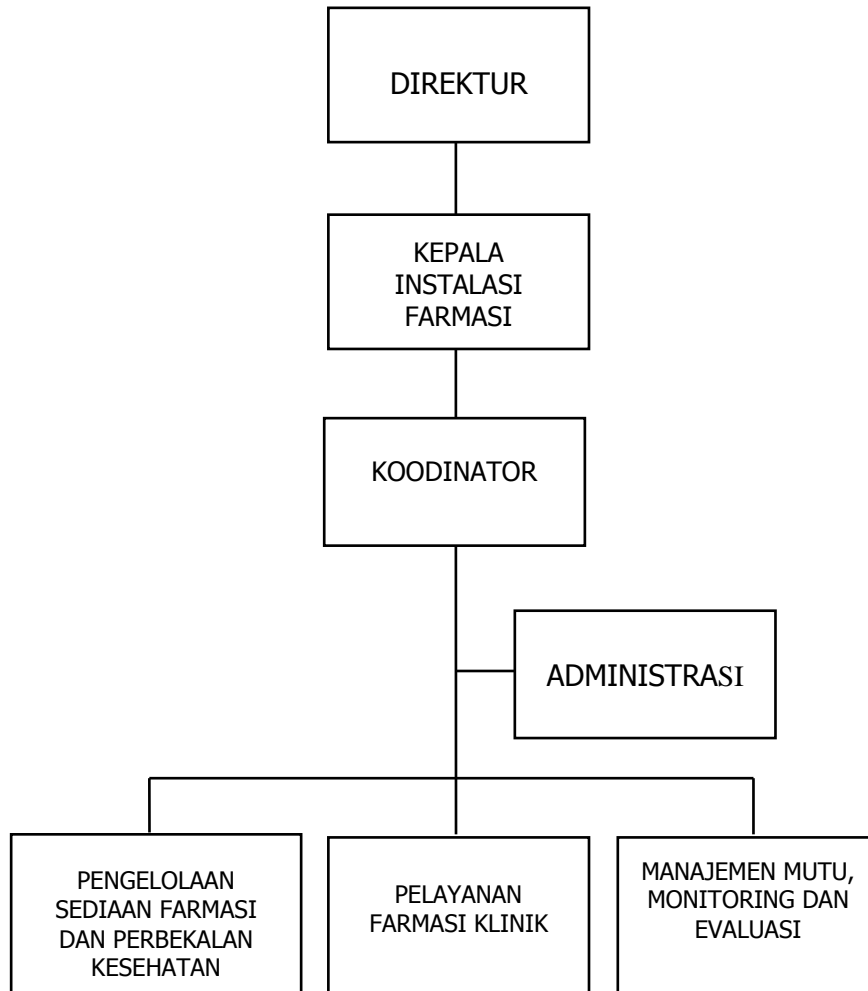 DIREKTUR
KEPALA
INSTALASI
FARMASI
KOODINATOR
ADMINISTRASI
PENGELOLAAN
SEDIAAN FARMASI
DAN PERBEKALAN
KESEHATAN
PELAYANAN
FARMASI KLINIK
MANAJEMEN MUTU,
MONITORING DAN
EVALUASI